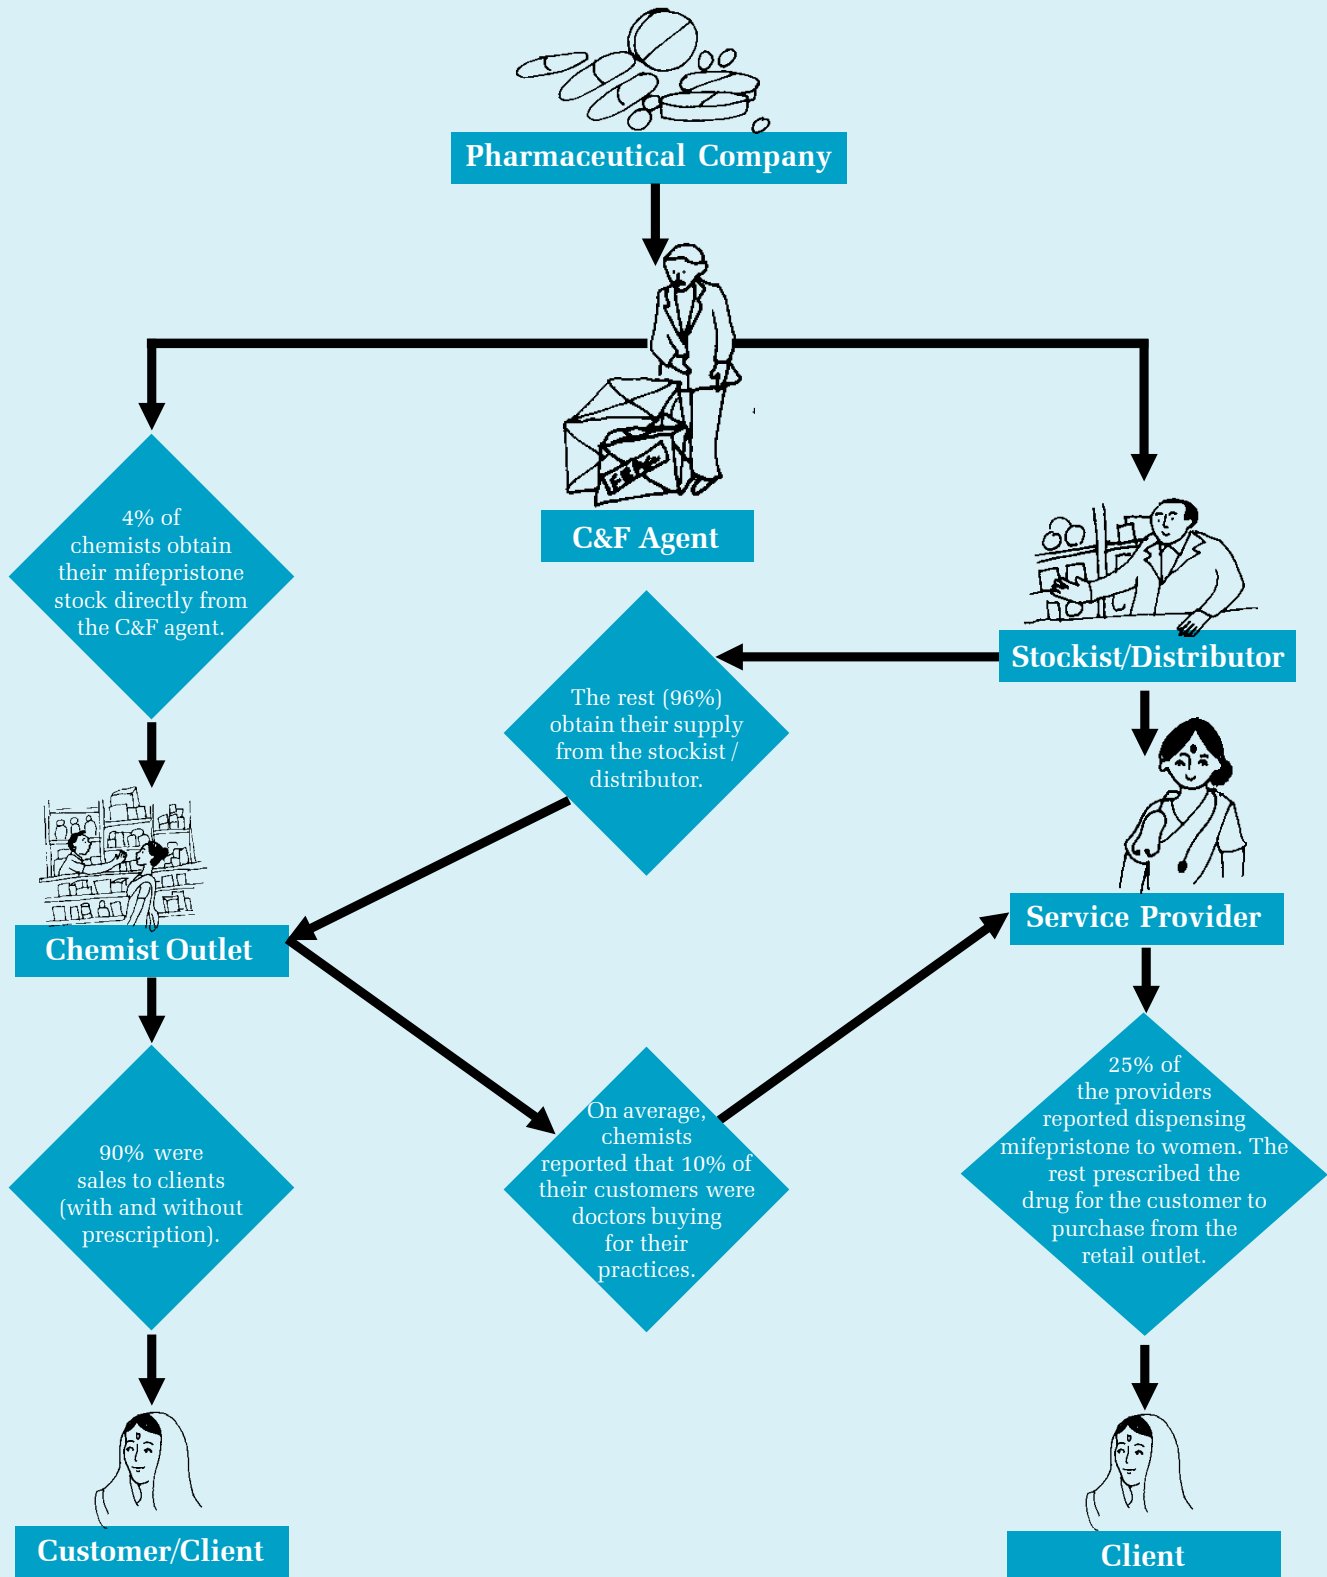 Pharmaceutical Company
C&F Agent
4% of
chemists obtain
their mifepristone
stock directly from
the C&F agent.
Stockist/Distributor
The rest (96%)
obtain their supply
from the stockist /
distributor.
Chemist Outlet
Service Provider
90% were
sales to clients
(with and without
prescription).
On average,
chemists
reported that 10% of
their customers were
doctors buying
for their
practices.
25% of
the providers
reported dispensing
mifepristone to women. The
rest prescribed the
drug for the customer to
purchase from the
retail outlet.
Customer/Client
Client